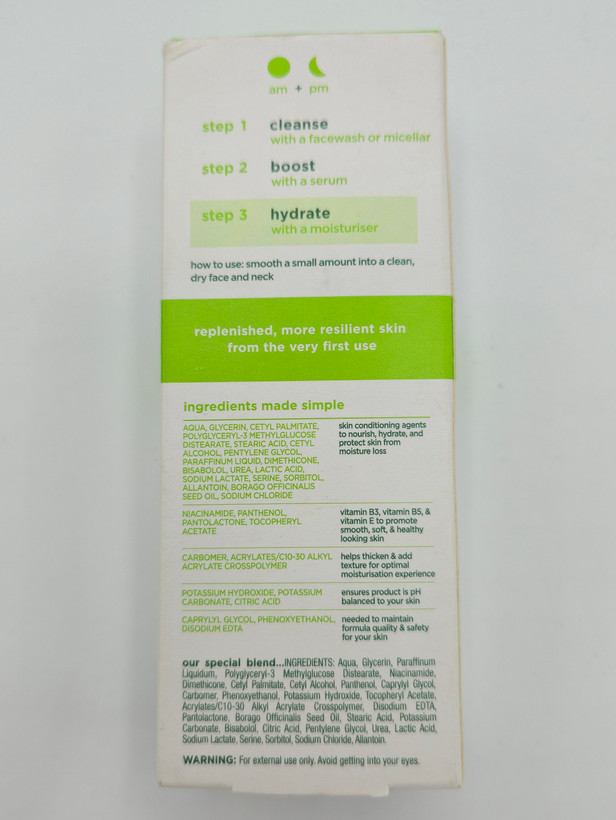 am + pm
step 1 cleanse
with a facewash or micellar
step 2 boost
with a serum
step 3 hydrate
with a moisturiser
how to use: smooth a small amount into a clean,
dry face and neck
replenished, more resilient skin
from the very first use
ingredients made simple
AQUA, GLYCERIN, CETYL PALMITATE,
POLYGLYCERYL-3 METHYLGLUCOSE
DISTEARATE, STEARIC ACID, CETYL
ALCOHOL, PENTYLENE GLYCOL,
PARAFFINUM LIQUID, DIMETHICONE,
BISABOLOL, UREA, LACTIC ACID,
SODIUM LACTATE, SERINE, SORBITOL,
ALLANTOIN, BORAGO OFFICINALIS
SEED OIL, SODIUM CHLORIDE
skin conditioning agents
to nourish, hydrate, and
protect skin from
moisture loss
NIACINAMIDE, PANTHENOL,
PANTOLACTONE, TOCOPHERYL
ACETATE
vitamin B3, vitamin B5, &
vitamin E to promote
smooth, soft, & healthy
looking skin
CARBOMER, ACRYLATES/C10-30 ALKYL
ACRYLATE CROSSPOLYMER
helps thicken & add
texture for optimal
moisturisation experience
POTASSIUM HYDROXIDE, POTASSIUM
CARBONATE, CITRIC ACID
ensures product is pH
balanced to your skin
CAPRYLYL GLYCOL, PHENOXYETHANOL,
DISODIUM EDTA
needed to maintain
formula quality & safety
for your skin
our special blend...INGREDIENTS: Aqua, Glycerin, Paraffinum
Liquidum, Polyglyceryl-3 Methylglucose Distearate, Niacinamide,
Dimethicone, Cetyl Palmitate, Cetyl Alcohol, Panthenol, Caprylyl Glycol,
Carbomer, Phenoxyethanol, Potassium Hydroxide, Tocopheryl Acetate,
Acrylates/C10-30 Alkyl Acrylate Crosspolymer, Disodium EDTA,
Pantolactone, Borago Officinalis Seed Oil, Stearic Acid, Potassium
Carbonate, Bisabolol, Citric Acid, Pentylene Glycol, Urea, Lactic Acid,
Sodium Lactate, Serine, Sorbitol, Sodium Chloride, Allantoin.
WARNING: For external use only. Avoid getting into your eyes.